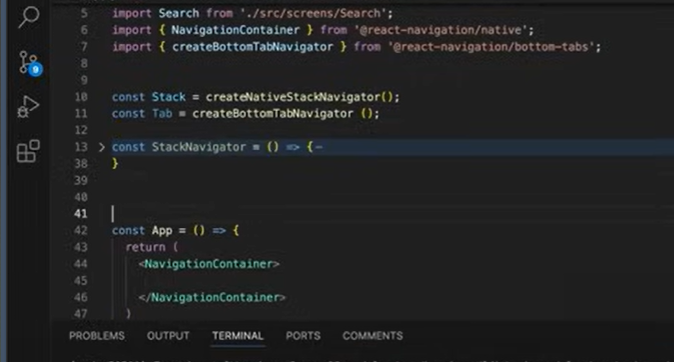 5 import Search from './src/screens/Search';
6 import { NavigationContainer } from '@react-navigation/native';
7 import { createBottomTabNavigator } from '@react-navigation/bottom-tabs';
8
9
10 const Stack = createNativeStackNavigator();
11 const Tab = createBottomTabNavigator ();
12
13 > const StackNavigator = () => {⋯
38 }
39
40
41
42 const App = () => {
43 return (
44 <NavigationContainer>
45
46 </NavigationContainer>
47 )
9
PROBLEMS OUTPUT TERMINAL PORTS COMMENTS